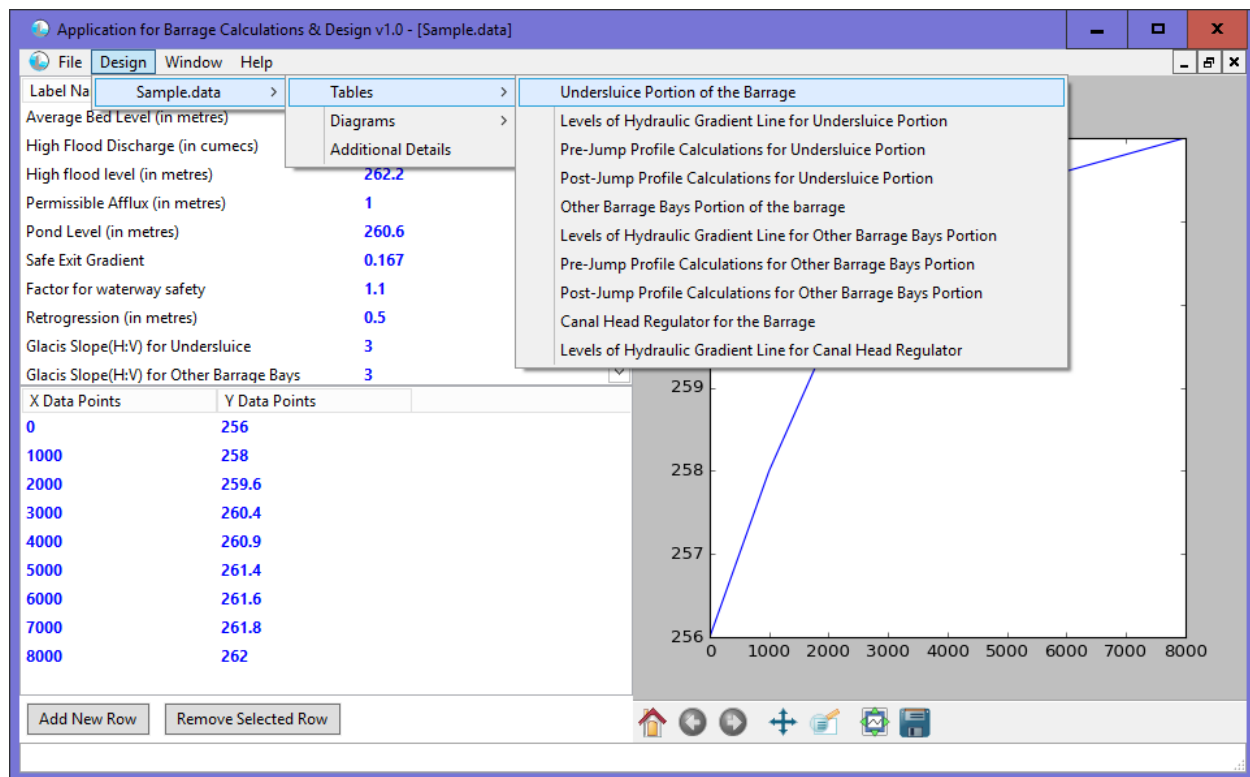 Application for Barrage Calculations & Design v1.0 - [Sample.data]
File Design Window Help
Label Na
Sample.data
Tables
Diagrams
Additional Details
Undersluice Portion of the Barrage
Levels of Hydraulic Gradient Line for Undersluice Portion
Pre-Jump Profile Calculations for Undersluice Portion
Post-Jump Profile Calculations for Undersluice Portion
Other Barrage Bays Portion of the barrage
Levels of Hydraulic Gradient Line for Other Barrage Bays Portion
Pre-Jump Profile Calculations for Other Barrage Bays Portion
Post-Jump Profile Calculations for Other Barrage Bays Portion
Canal Head Regulator for the Barrage
Levels of Hydraulic Gradient Line for Canal Head Regulator
Average Bed Level (in metres)
High Flood Discharge (in cumecs)
High flood level (in metres) 262.2
Permissible Afflux (in metres) 1
Pond Level (in metres) 260.6
Safe Exit Gradient 0.167
Factor for waterway safety 1.1
Retrogression (in metres) 0.5
Glacis Slope(H:V) for Undersluice 3
Glacis Slope(H:V) for Other Barrage Bays 3
X Data Points Y Data Points
0 256
1000 258
2000 259.6
3000 260.4
4000 260.9
5000 261.4
6000 261.6
7000 261.8
8000 262
Add New Row Remove Selected Row
259
258
257
256
0 1000 2000 3000 4000 5000 6000 7000 8000